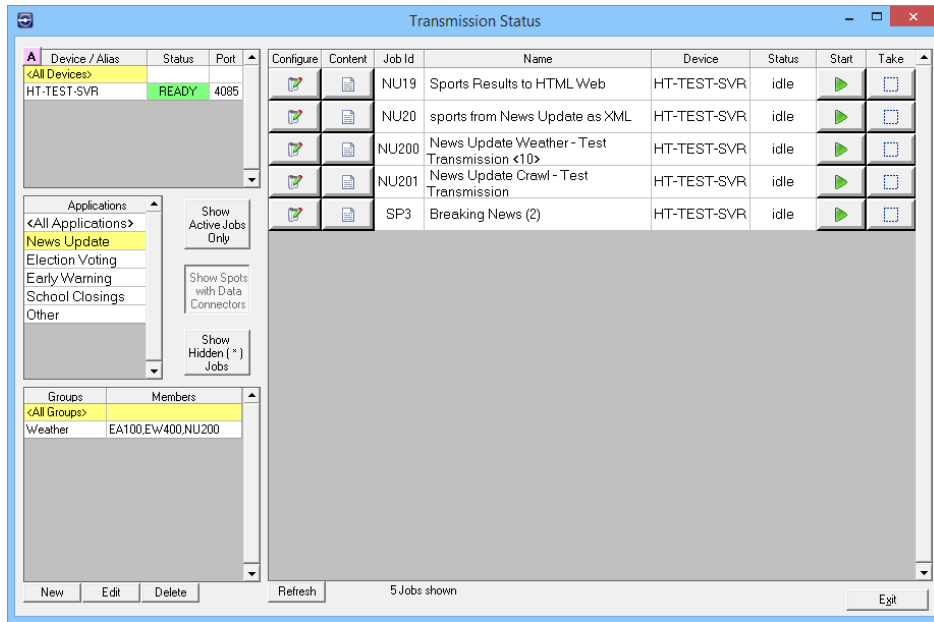 Transmission Status
A Device / Alias Status Port
<All Devices>
HT-TEST-SVR READY 4085
Applications
<All Applications>
News Update
Election Voting
Early Warning
School Closings
Other
Show
Active Jobs
Only
Show Spots
with Data
Connectors
Show
Hidden ( * )
Jobs
Groups Members
<All Groups>
Weather EA100,EW400,NU200
New Edit Delete
Configure Content Job Id Name Device Status Start Take
NU19 Sports Results to HTML Web HT-TEST-SVR idle
NU20 sports from News Update as XML HT-TEST-SVR idle
NU200 News Update Weather - Test
Transmission <10> HT-TEST-SVR idle
NU201 News Update Crawl - Test
Transmission HT-TEST-SVR idle
SP3 Breaking News (2) HT-TEST-SVR idle
Refresh 5 Jobs shown
Exit